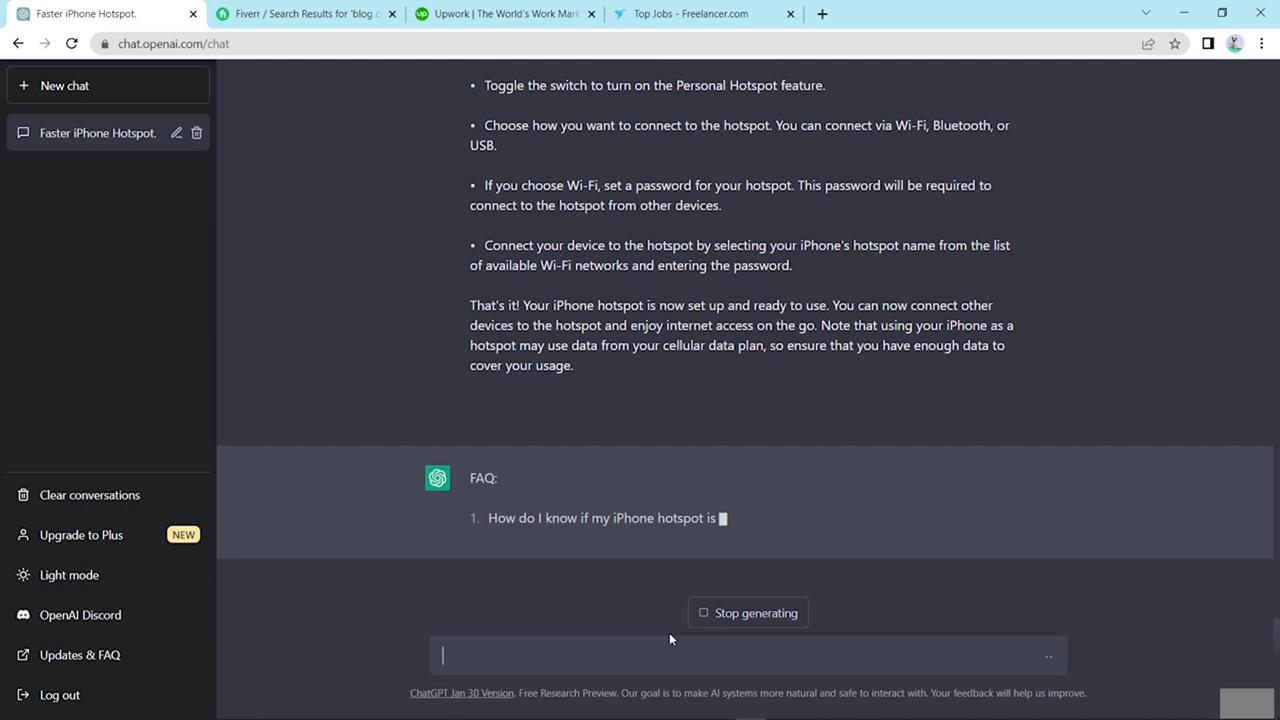 Faster iPhone Hotspot.
Fiverr / Search Results for 'blog c
Upwork | The World's Work Mar
Top Jobs - Freelancer.com
chat.openai.com/chat
New chat
Faster iPhone Hotspot.
• Toggle the switch to turn on the Personal Hotspot feature.
• Choose how you want to connect to the hotspot. You can connect via Wi-Fi, Bluetooth, or
USB.
• If you choose Wi-Fi, set a password for your hotspot. This password will be required to
connect to the hotspot from other devices.
• Connect your device to the hotspot by selecting your iPhone's hotspot name from the list
of available Wi-Fi networks and entering the password.
That's it! Your iPhone hotspot is now set up and ready to use. You can now connect other
devices to the hotspot and enjoy internet access on the go. Note that using your iPhone as a
hotspot may use data from your cellular data plan, so ensure that you have enough data to
cover your usage.
FAQ:
1. How do I know if my iPhone hotspot is
Stop generating
ChatGPT Jan 30 Version. Free Research Preview. Our goal is to make AI systems more natural and safe to interact with. Your feedback will help us improve.
Clear conversations
Upgrade to Plus NEW
Light mode
OpenAI Discord
Updates & FAQ
Log out